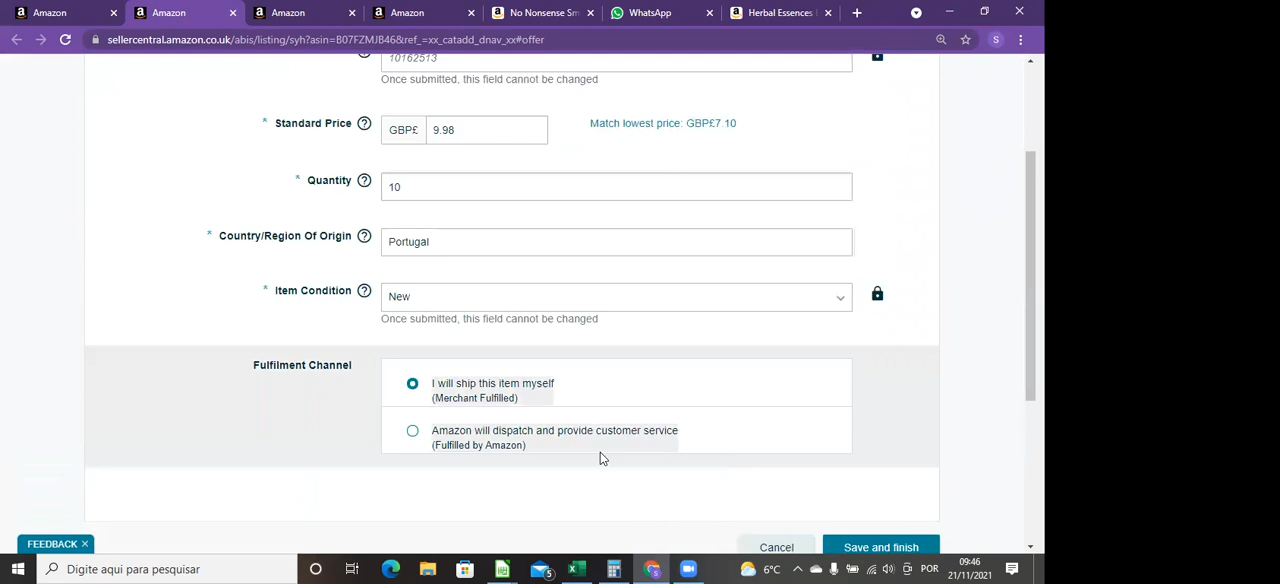 Amazon
Amazon
Amazon
Amazon
No Nonsense Sm
WhatsApp
Herbal Essences
sellercentral.amazon.co.uk/abis/listing/syh?asin=B07FZMJB46&ref_=xx_catadd_dnav_xx#offer
S
10162513
Once submitted, this field cannot be changed
* Standard Price ?
GBP£ 9.98
Match lowest price: GBP£7.10
* Quantity ?
10
* Country/Region Of Origin ?
Portugal
* Item Condition ?
New
Once submitted, this field cannot be changed
Fulfilment Channel
I will ship this item myself
(Merchant Fulfilled)
Amazon will dispatch and provide customer service
(Fulfilled by Amazon)
FEEDBACK
Cancel
Save and finish
Digite aqui para pesquisar
5
6°C
POR
09:46
21/11/2021